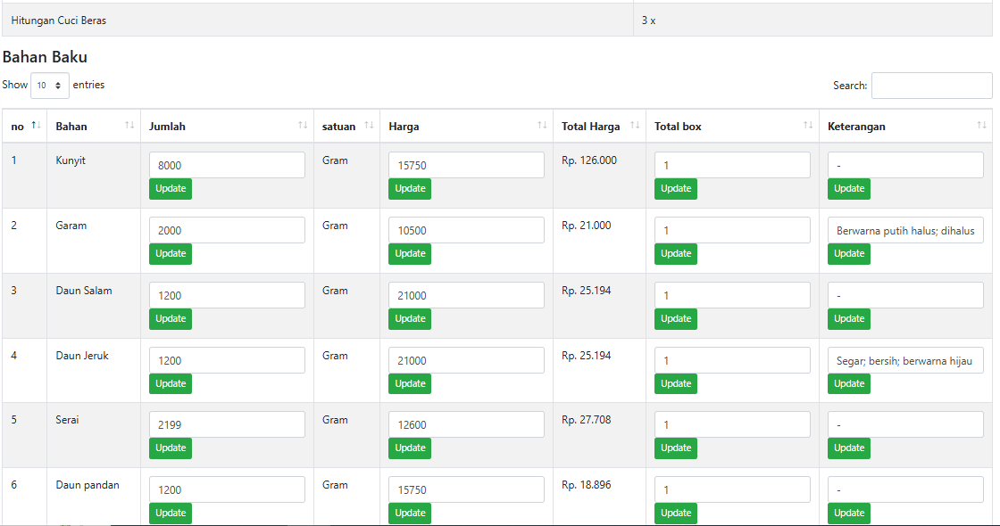 Hitungan Cuci Beras 3 x
Bahan Baku
Show 10 entries Search:
no Bahan Jumlah satuan Harga Total Harga Total box Keterangan
1 Kunyit 8000 Gram 15750 Rp. 126.000 1 -
Update Update Update Update
2 Garam 2000 Gram 10500 Rp. 21.000 1 Berwarna putih halus; dihalus
Update Update Update Update
3 Daun Salam 1200 Gram 21000 Rp. 25.194 1 -
Update Update Update Update
4 Daun Jeruk 1200 Gram 21000 Rp. 25.194 1 Segar; bersih; berwarna hijau
Update Update Update Update
5 Serai 2199 Gram 12600 Rp. 27.708 1 -
Update Update Update Update
6 Daun pandan 1200 Gram 15750 Rp. 18.896 1 -
Update Update Update Update